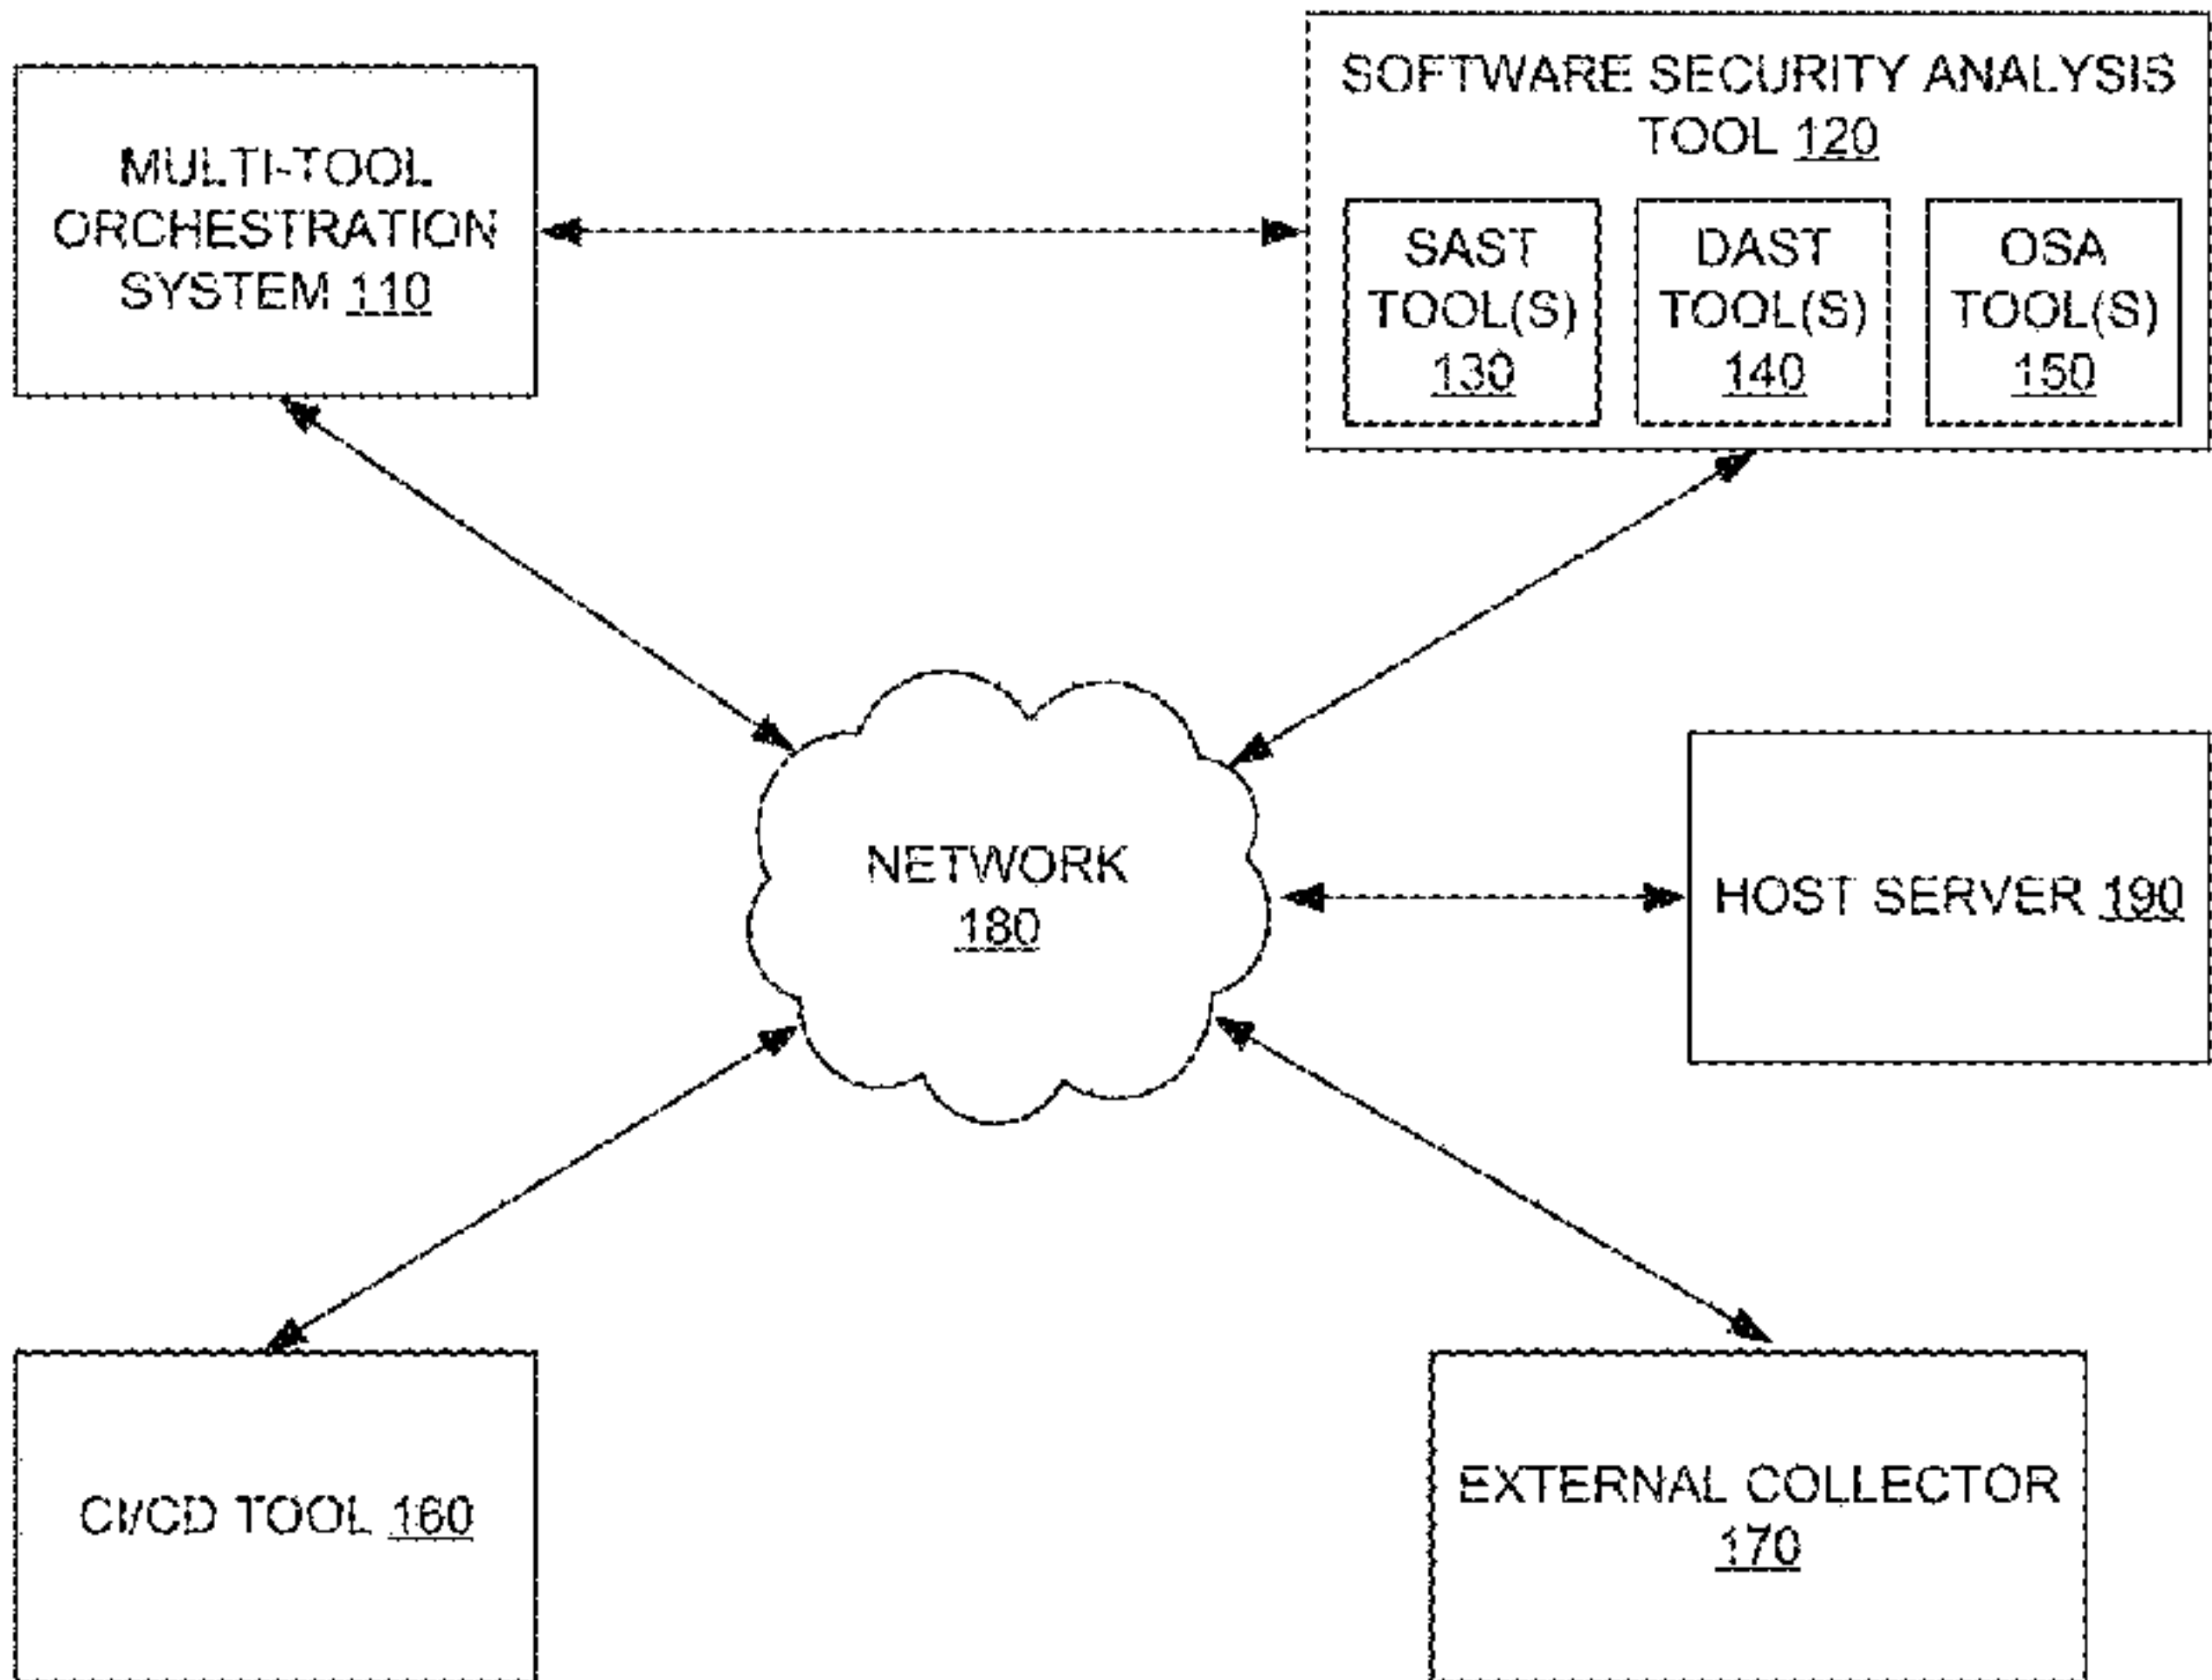 MULTI-TOOL
ORCHESTRATION
SYSTEM 110
SOFTWARE SECURITY ANALYSIS
TOOL 120
SAST
TOOL(S)
130
DAST
TOOL(S)
140
OSA
TOOL(S)
150
NETWORK
180
HOST SERVER 190
CI/CD TOOL 160
EXTERNAL COLLECTOR
170